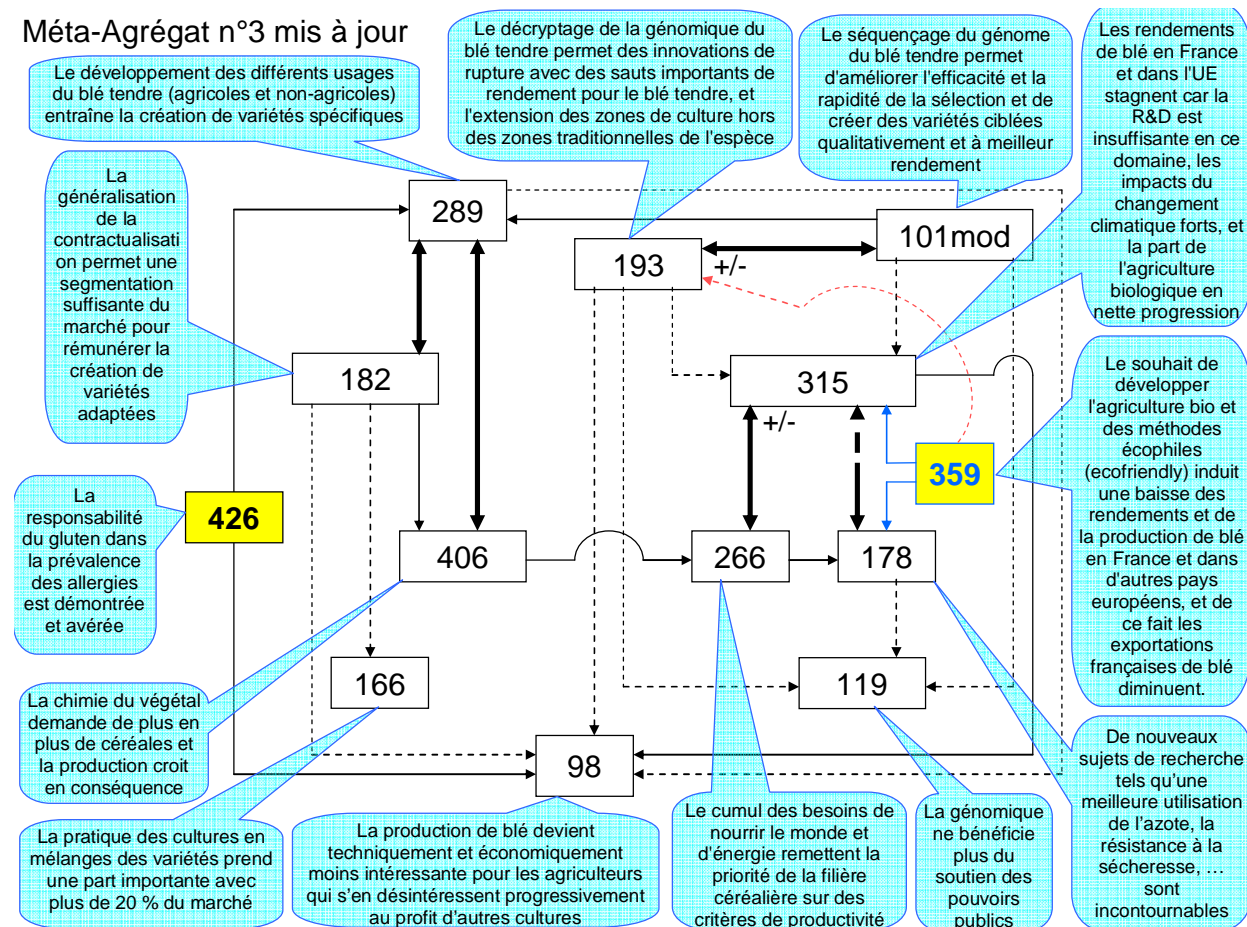 Méta-Agrégat n°3 mis à jour
Le développement des différents usages
du blé tendre (agricoles et non-agricoles)
entraîne la création de variétés spécifiques
Le décryptage de la génomique du
blé tendre permet des innovations de
rupture avec des sauts importants de
rendement pour le blé tendre, et
l'extension des zones de culture hors
des zones traditionnelles de l'espèce
Le séquençage du génome
du blé tendre permet
d'améliorer l'efficacité et la
rapidité de la sélection et de
créer des variétés ciblées
qualitativement et à meilleur
rendement
Les rendements
de blé en France
et dans l'UE
stagnent car la
R&D est
insuffisante en ce
domaine, les
impacts du
changement
climatique forts, et
la part de
l'agriculture
biologique en
nette progression
La
généralisation
de la
contractualisati
on permet une
segmentation
suffisante du
marché pour
rémunérer la
création de
variétés
adaptées
289
193
+/-
101mod
182
315
+/-
359
Le souhait de
développer
l'agriculture bio et
des méthodes
écophiles
(ecofriendly) induit
une baisse des
rendements et de
la production de blé
en France et dans
d'autres pays
européens, et de
ce fait les
exportations
françaises de blé
diminuent.
La
responsabilité
du gluten dans
la prévalence
des allergies
est démontrée
et avérée
426
406
266
178
166
119
98
La chimie du végétal
demande de plus en
plus de céréales et
la production croit
en conséquence
La pratique des cultures en
mélanges des variétés prend
une part importante avec
plus de 20 % du marché
La production de blé devient
techniquement et économiquement
moins intéressante pour les agriculteurs
qui s'en désintéressent progressivement
au profit d'autres cultures
Le cumul des besoins de
nourrir le monde et
d'énergie remettent la
priorité de la filière
céréalière sur des
critères de productivité
La génomique
ne bénéficie
plus du
soutien des
pouvoirs
publics
De nouveaux
sujets de recherche
tels qu'une
meilleure utilisation
de l'azote, la
résistance à la
sécheresse, …
sont
incontournables